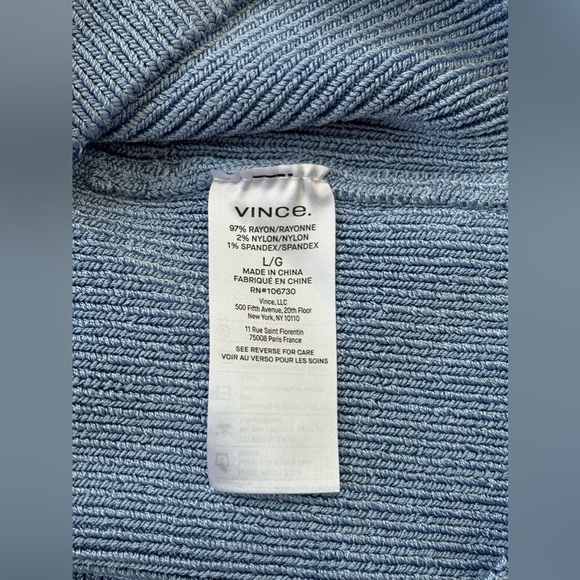 VINCE.
97% RAYON/RAYONNE
2% NYLON/NYLON
1% SPANDEX/SPANDEX
L/G
MADE IN CHINA
FABRIQUÉ EN CHINE
RN#106730
Vince, LLC
500 Fifth Avenue, 20th Floor
New York, NY 10110
11 Rue Saint Florentin
75008 Paris France
SEE REVERSE FOR CARE
VOIR AU VERSO POUR LES SOINS